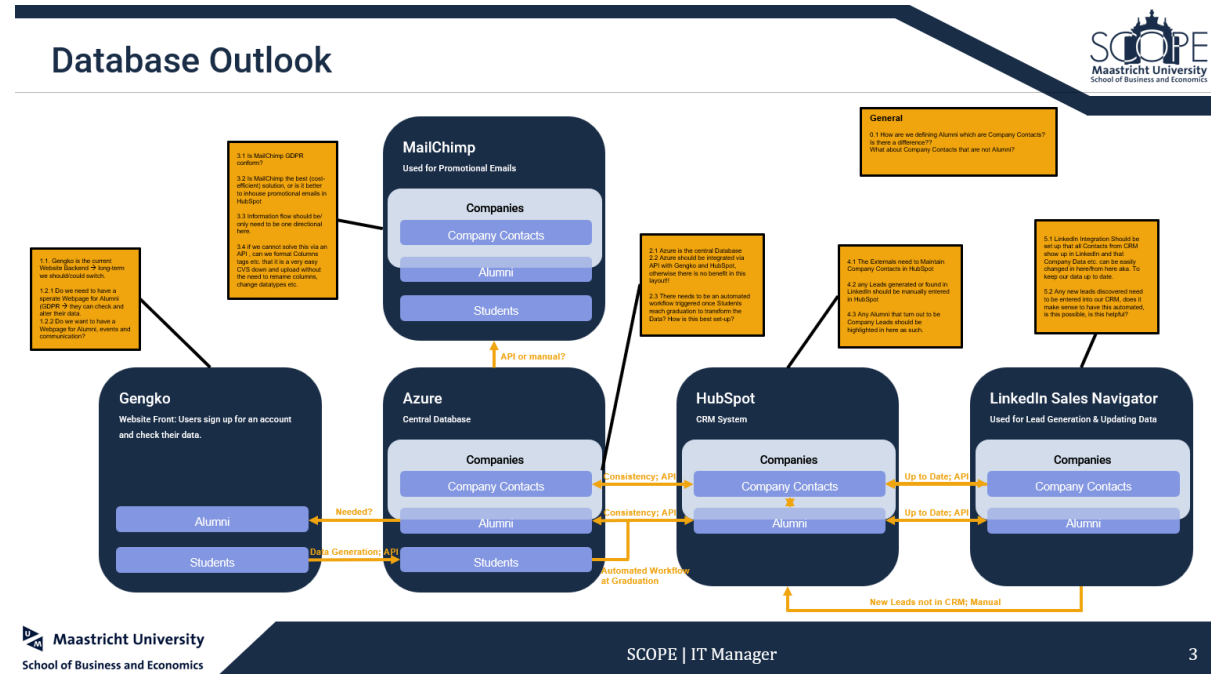 Database Outlook
SCOPE
Maastricht University
School of Business and Economics
General
0.1 How are we defining Alumni which are Company Contacts?
Is there a difference??
What about Company Contacts that are not Alumni?
3.1 Is MailChimp GDPR
conform?
3.2 Is MailChimp the best (cost-
efficient) solution, or is it better
to inhouse promotional emails in
HubSpot
3.3 Information flow should be/
only need to be one directional
here.
3.4 if we cannot solve this via an
API , can we format Columns
tags etc. that it is a very easy
CVS down and upload without
the need to rename columns,
change datatypes etc.
MailChimp
Used for Promotional Emails
Companies
Company Contacts
Alumni
Students
1.1. Gengko is the current
Website Backend → long-term
we should/could switch.
1.2.1 Do we need to have a
sperate Webpage for Alumni
(GDPR → they can check and
alter their data.
1.2.2 Do we want to have a
Webpage for Alumni, events and
communication?
2.1 Azure is the central Database
2.2 Azure should be integrated via
API with Gengko and HubSpot,
otherwise there is no benefit in this
layout!!
2.3 There needs to be an automated
workflow triggered once Students
reach graduation to transform the
Data? How is this best set-up?
4.1 The Externals need to Maintain
Company Contacts in HubSpot
4.2 any Leads generated or found in
LinkedIn should be manually entered
in HubSpot
4.3 Any Alumni that turn out to be
Company Leads should be
highlighted in here as such.
5.1 LinkedIn Integration Should be
set up that all Contacts from CRM
show up in LinkedIn and that
Company Data etc. can be easily
changed in here/from here aka. To
keep our data up to date.
5.2 Any new leads discovered need
to be entered into our CRM, does it
make sense to have this automated,
is this possible, is this helpful?
API or manual?
Gengko
Website Front: Users sign up for an account
and check their data.
Alumni
Students
Needed?
Data Generation; API
Azure
Central Database
Companies
Company Contacts
Alumni
Students
Consistency; API
Consistency; API
Automated Workflow
at Graduation
HubSpot
CRM System
Companies
Company Contacts
Alumni
Up to Date; API
Up to Date; API
LinkedIn Sales Navigator
Used for Lead Generation & Updating Data
Companies
Company Contacts
Alumni
New Leads not in CRM; Manual
UM
Maastricht University
School of Business and Economics
SCOPE | IT Manager
3